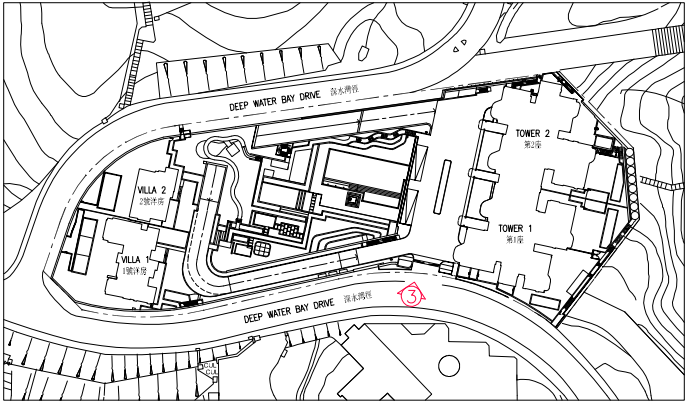 DEEP WATER BAY DRIVE 深水灣徑
TOWER 2
第2座
VILLA 2
2號洋房
TOWER 1
第1座
VILLA 1
1號洋房
DEEP WATER BAY DRIVE 深水灣徑
3
CUL
CUL